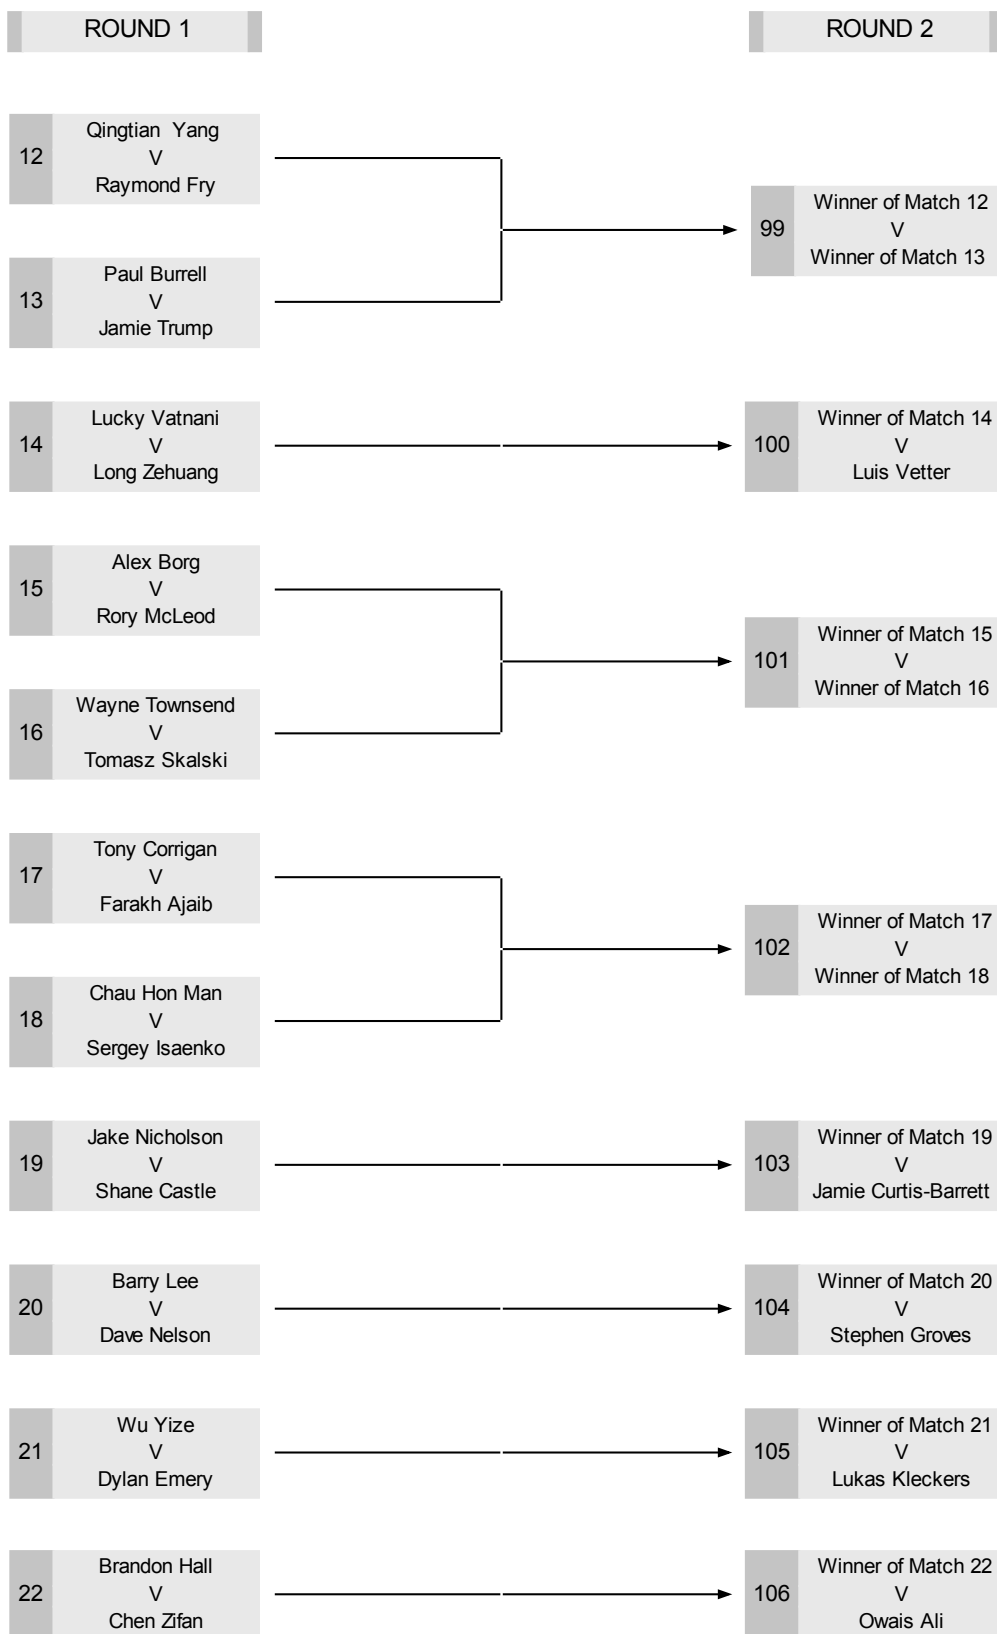 ROUND 1
ROUND 2
12
Qingtian Yang
V
Raymond Fry
13
Paul Burrell
V
Jamie Trump
99
Winner of Match 12
V
Winner of Match 13
14
Lucky Vatnani
V
Long Zehuang
100
Winner of Match 14
V
Luis Vetter
15
Alex Borg
V
Rory McLeod
16
Wayne Townsend
V
Tomasz Skalski
101
Winner of Match 15
V
Winner of Match 16
17
Tony Corrigan
V
Farakh Ajaib
18
Chau Hon Man
V
Sergey Isaenko
102
Winner of Match 17
V
Winner of Match 18
19
Jake Nicholson
V
Shane Castle
103
Winner of Match 19
V
Jamie Curtis-Barrett
20
Barry Lee
V
Dave Nelson
104
Winner of Match 20
V
Stephen Groves
21
Wu Yize
V
Dylan Emery
105
Winner of Match 21
V
Lukas Kleckers
22
Brandon Hall
V
Chen Zifan
106
Winner of Match 22
V
Owais Ali